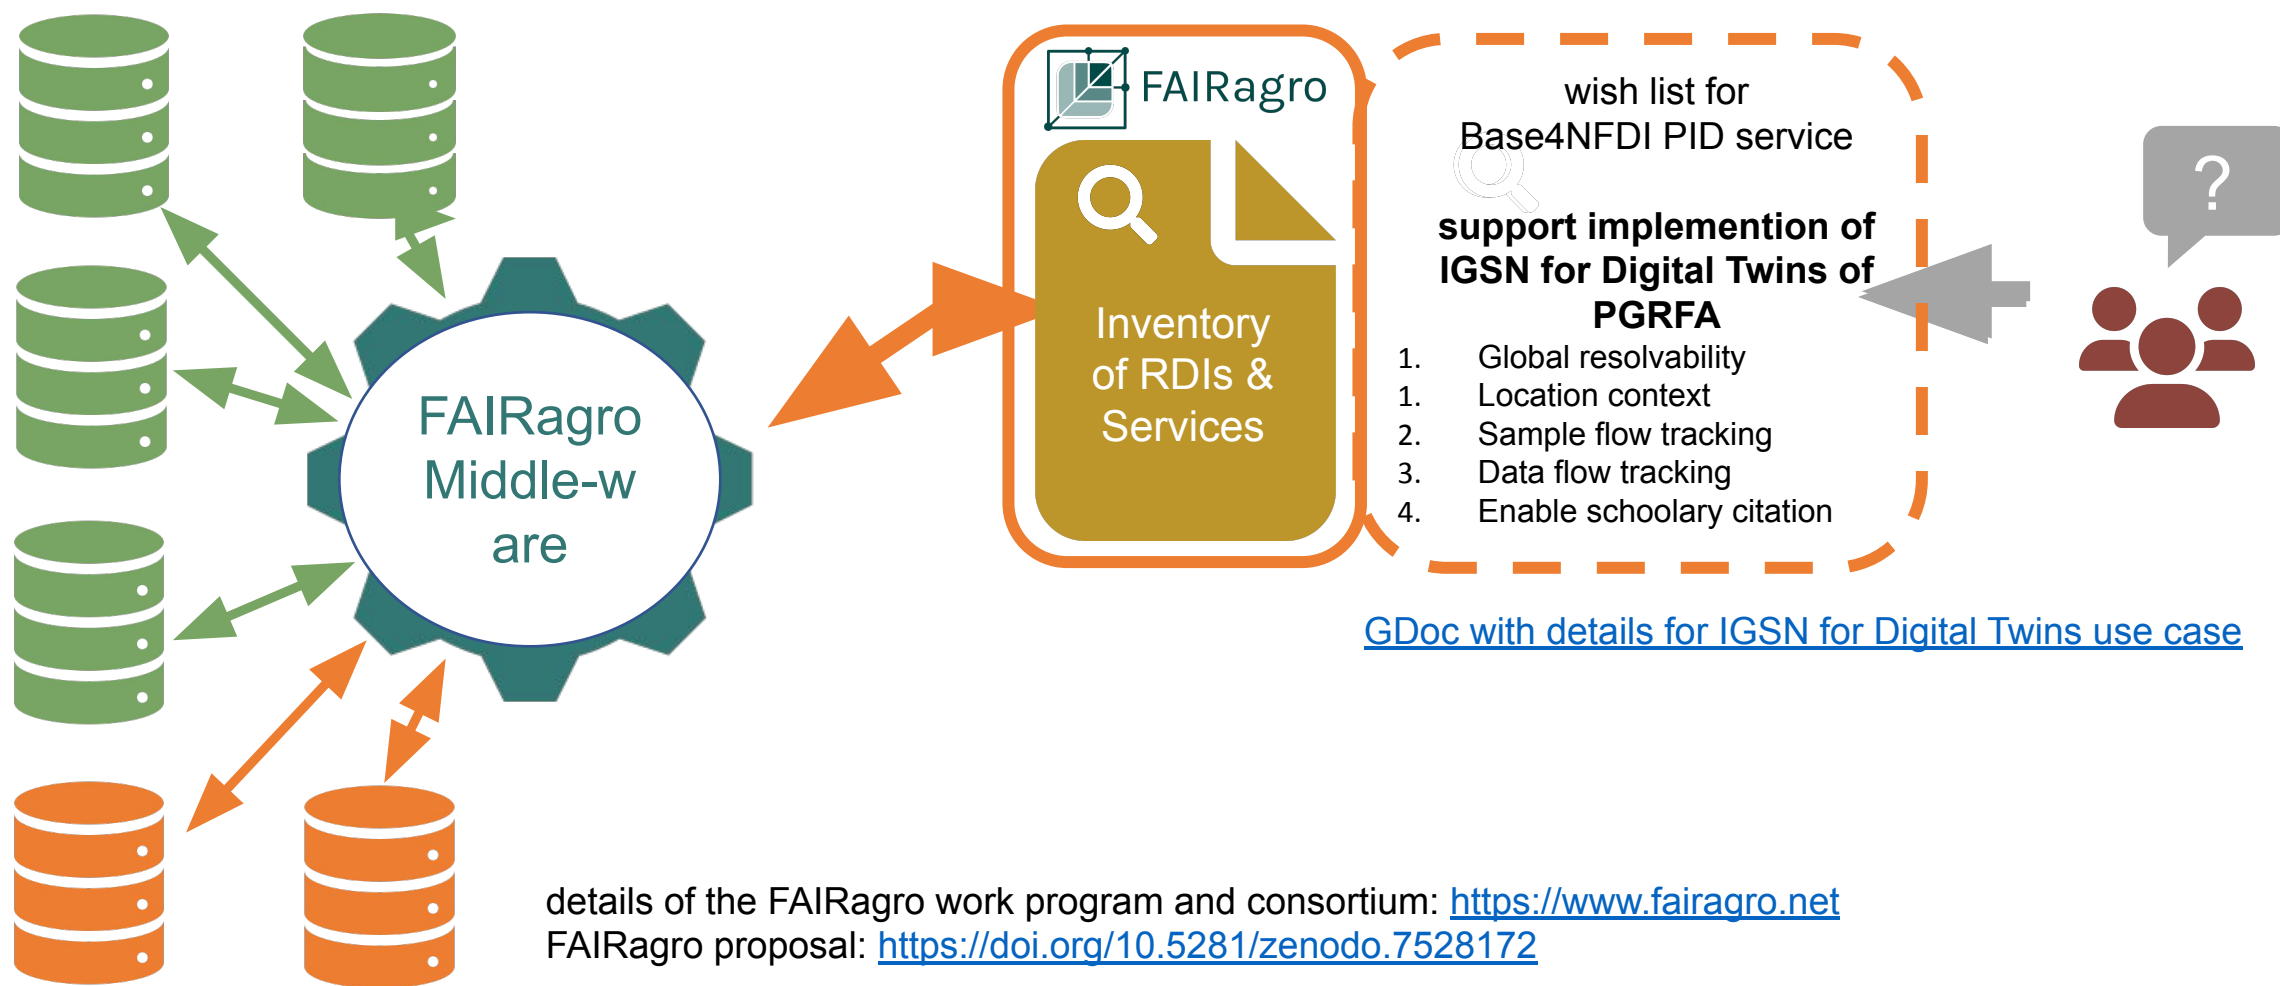 FAIRagro
Middle-w
are
FAIRagro
Inventory
of RDIs &
Services
wish list for
Base4NFDI PID service
support implemention of
IGSN for Digital Twins of
PGRFA
1. Global resolvability
1. Location context
2. Sample flow tracking
3. Data flow tracking
4. Enable schoolary citation
?
GDoc with details for IGSN for Digital Twins use case
details of the FAIRagro work program and consortium: https://www.fairagro.net
FAIRagro proposal: https://doi.org/10.5281/zenodo.7528172